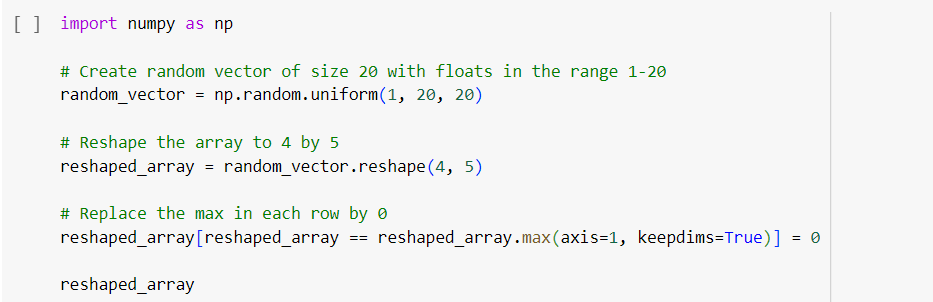 [ ] import numpy as np
# Create random vector of size 20 with floats in the range 1-20
random_vector = np.random.uniform(1, 20, 20)
# Reshape the array to 4 by 5
reshaped_array = random_vector.reshape(4, 5)
# Replace the max in each row by 0
reshaped_array[reshaped_array == reshaped_array.max(axis=1, keepdims=True)] = 0
reshaped_array